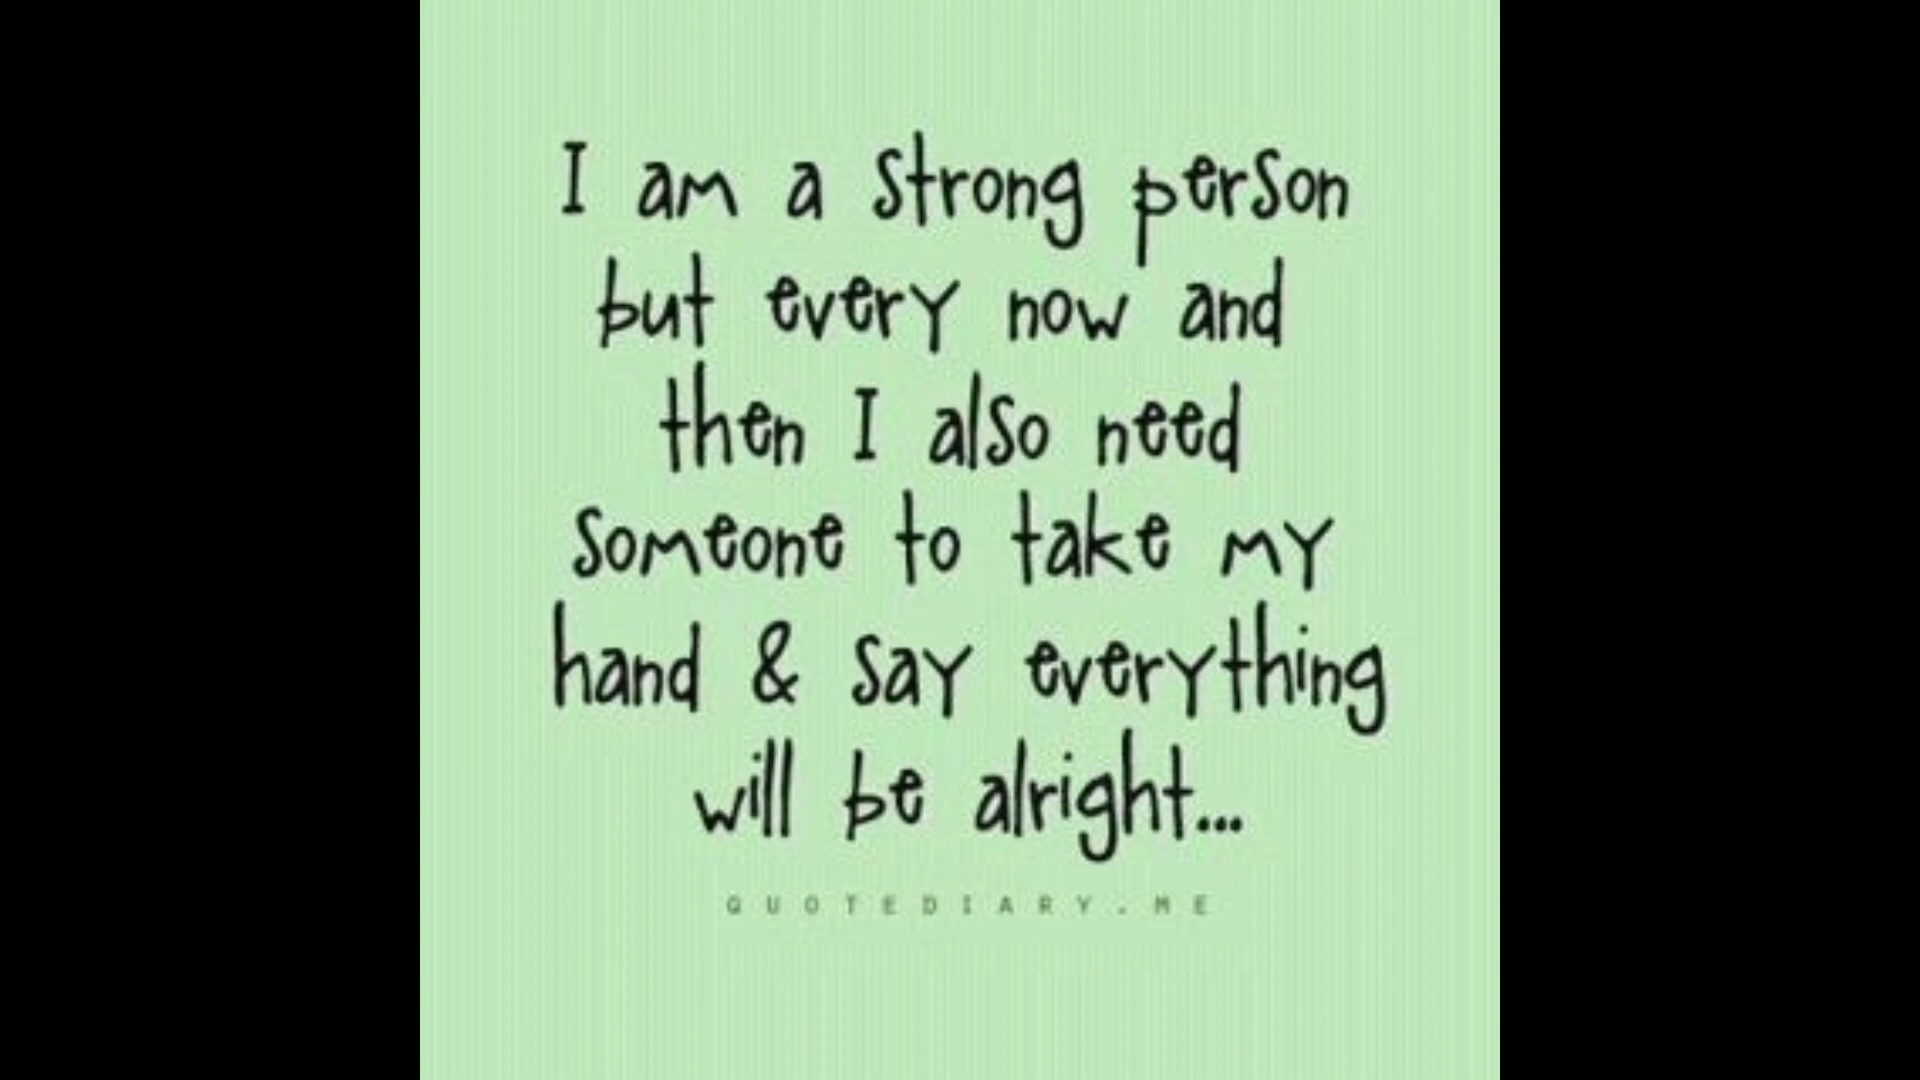 I am a strong person
but every now and
then I also need
someone to take my
hand & say everything
will be alright...
QUOTEDIARY.ME